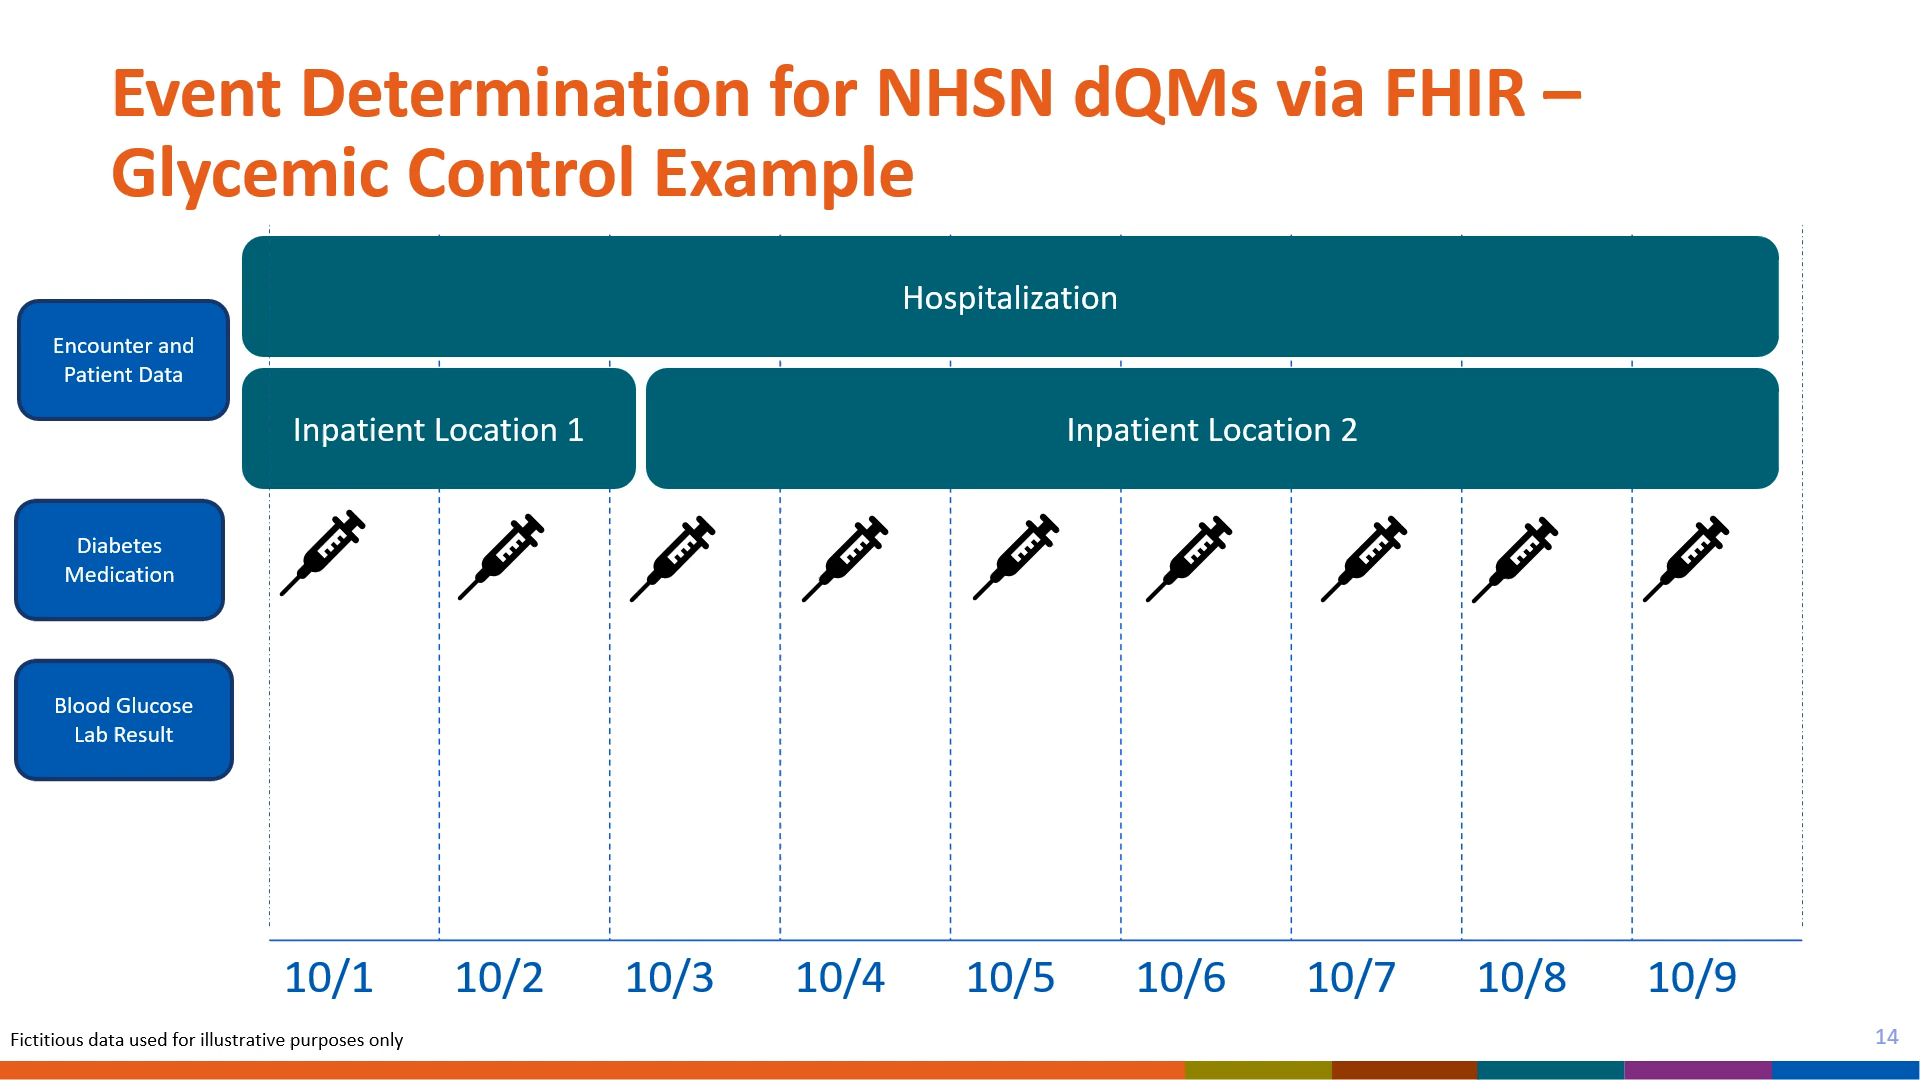 Event Determination for NHSN dQMs via FHIR –
Glycemic Control Example
Hospitalization
Encounter and
Patient Data
Inpatient Location 1
Inpatient Location 2
Diabetes
Medication
Blood Glucose
Lab Result
10/1
10/2
10/3
10/4
10/5
10/6
10/7
10/8
10/9
Fictitious data used for illustrative purposes only
14